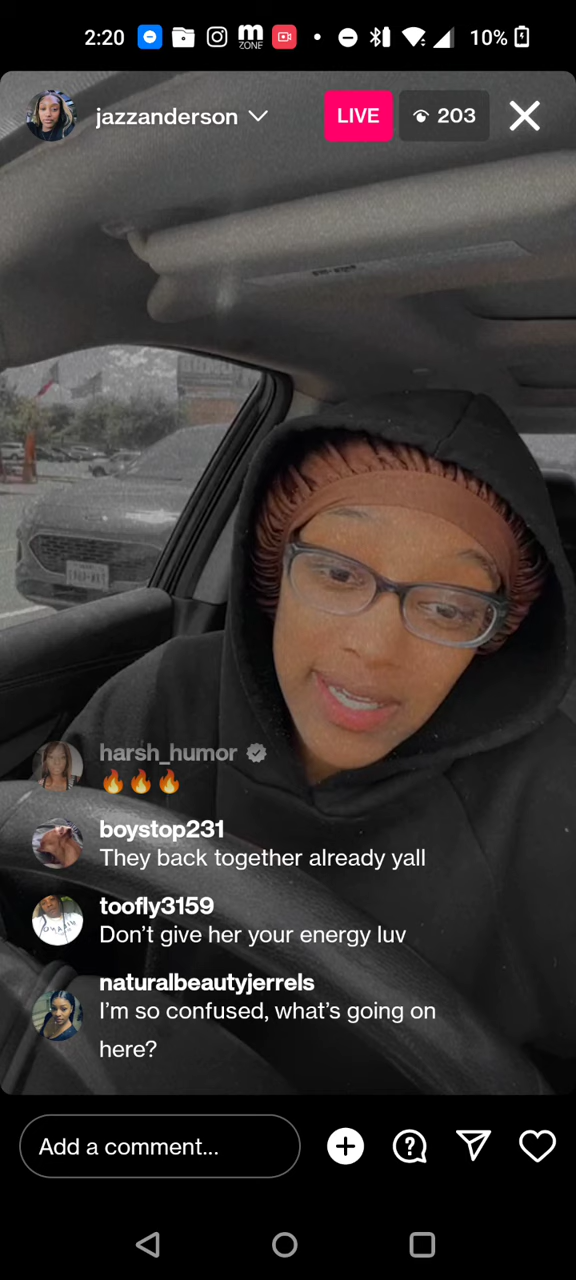 2:20 m ZONE 10%
jazzanderson LIVE 203
harsh_humor
🔥🔥🔥
boystop231
They back together already yall
toofly3159
Don’t give her your energy luv
naturalbeautyjerrels
I’m so confused, what’s going on
here?
Add a comment...